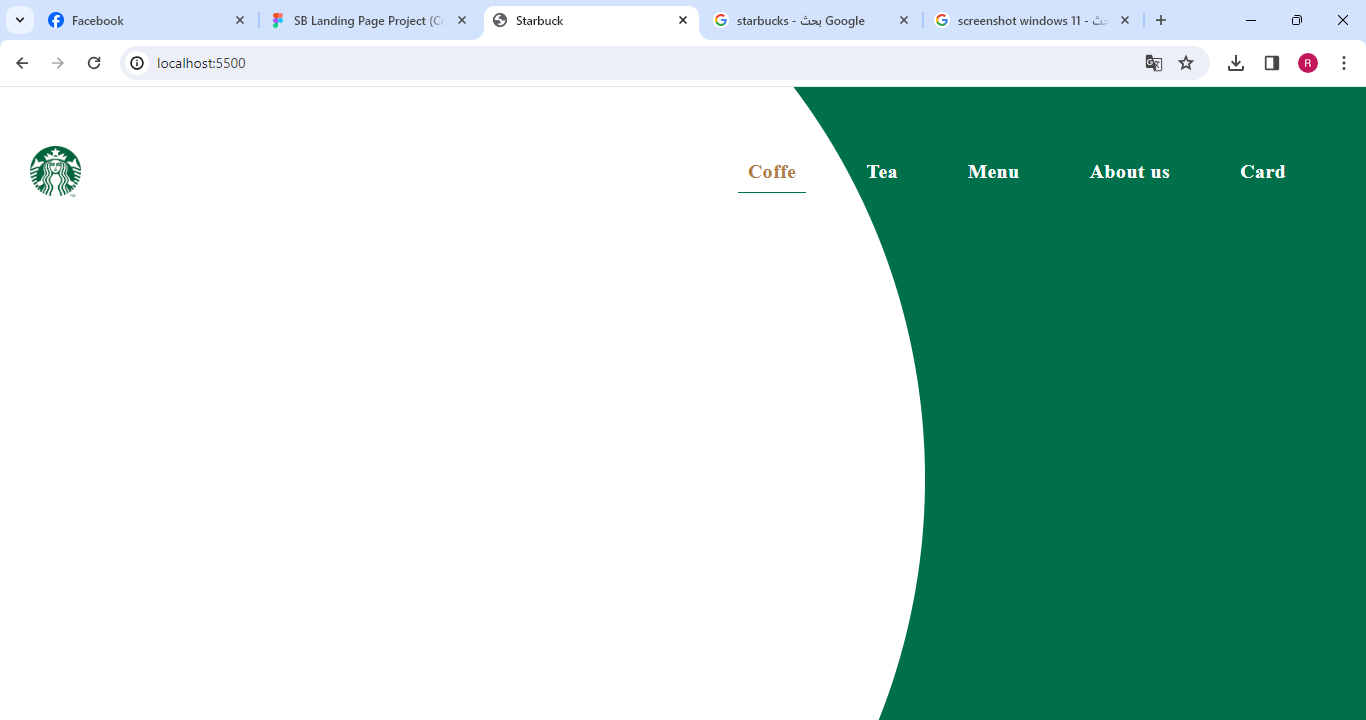 Facebook
SB Landing Page Project (Co
Starbuck
starbucks - بحث Google
screenshot windows 11 - بحث
localhost:5500
R
Coffe
Tea
Menu
About us
Card